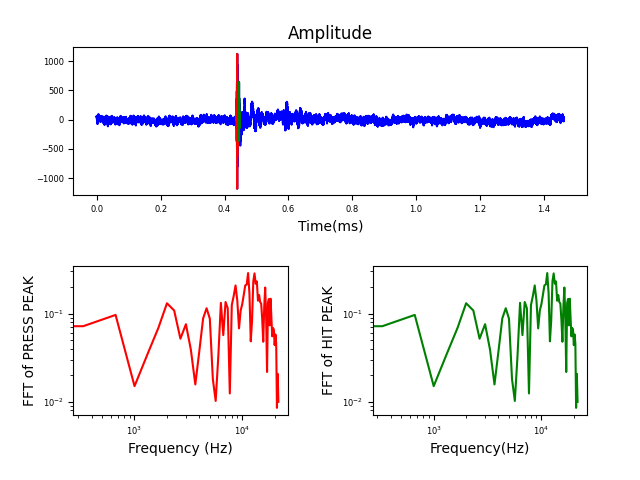 Amplitude
1000
500
0
−500
−1000
0.0 0.2 0.4 0.6 0.8 1.0 1.2 1.4
Time(ms)
FFT of PRESS PEAK
10⁻¹
10⁻²
10³ 10⁴
Frequency (Hz)
FFT of HIT PEAK
10⁻¹
10⁻²
10³ 10⁴
Frequency(Hz)